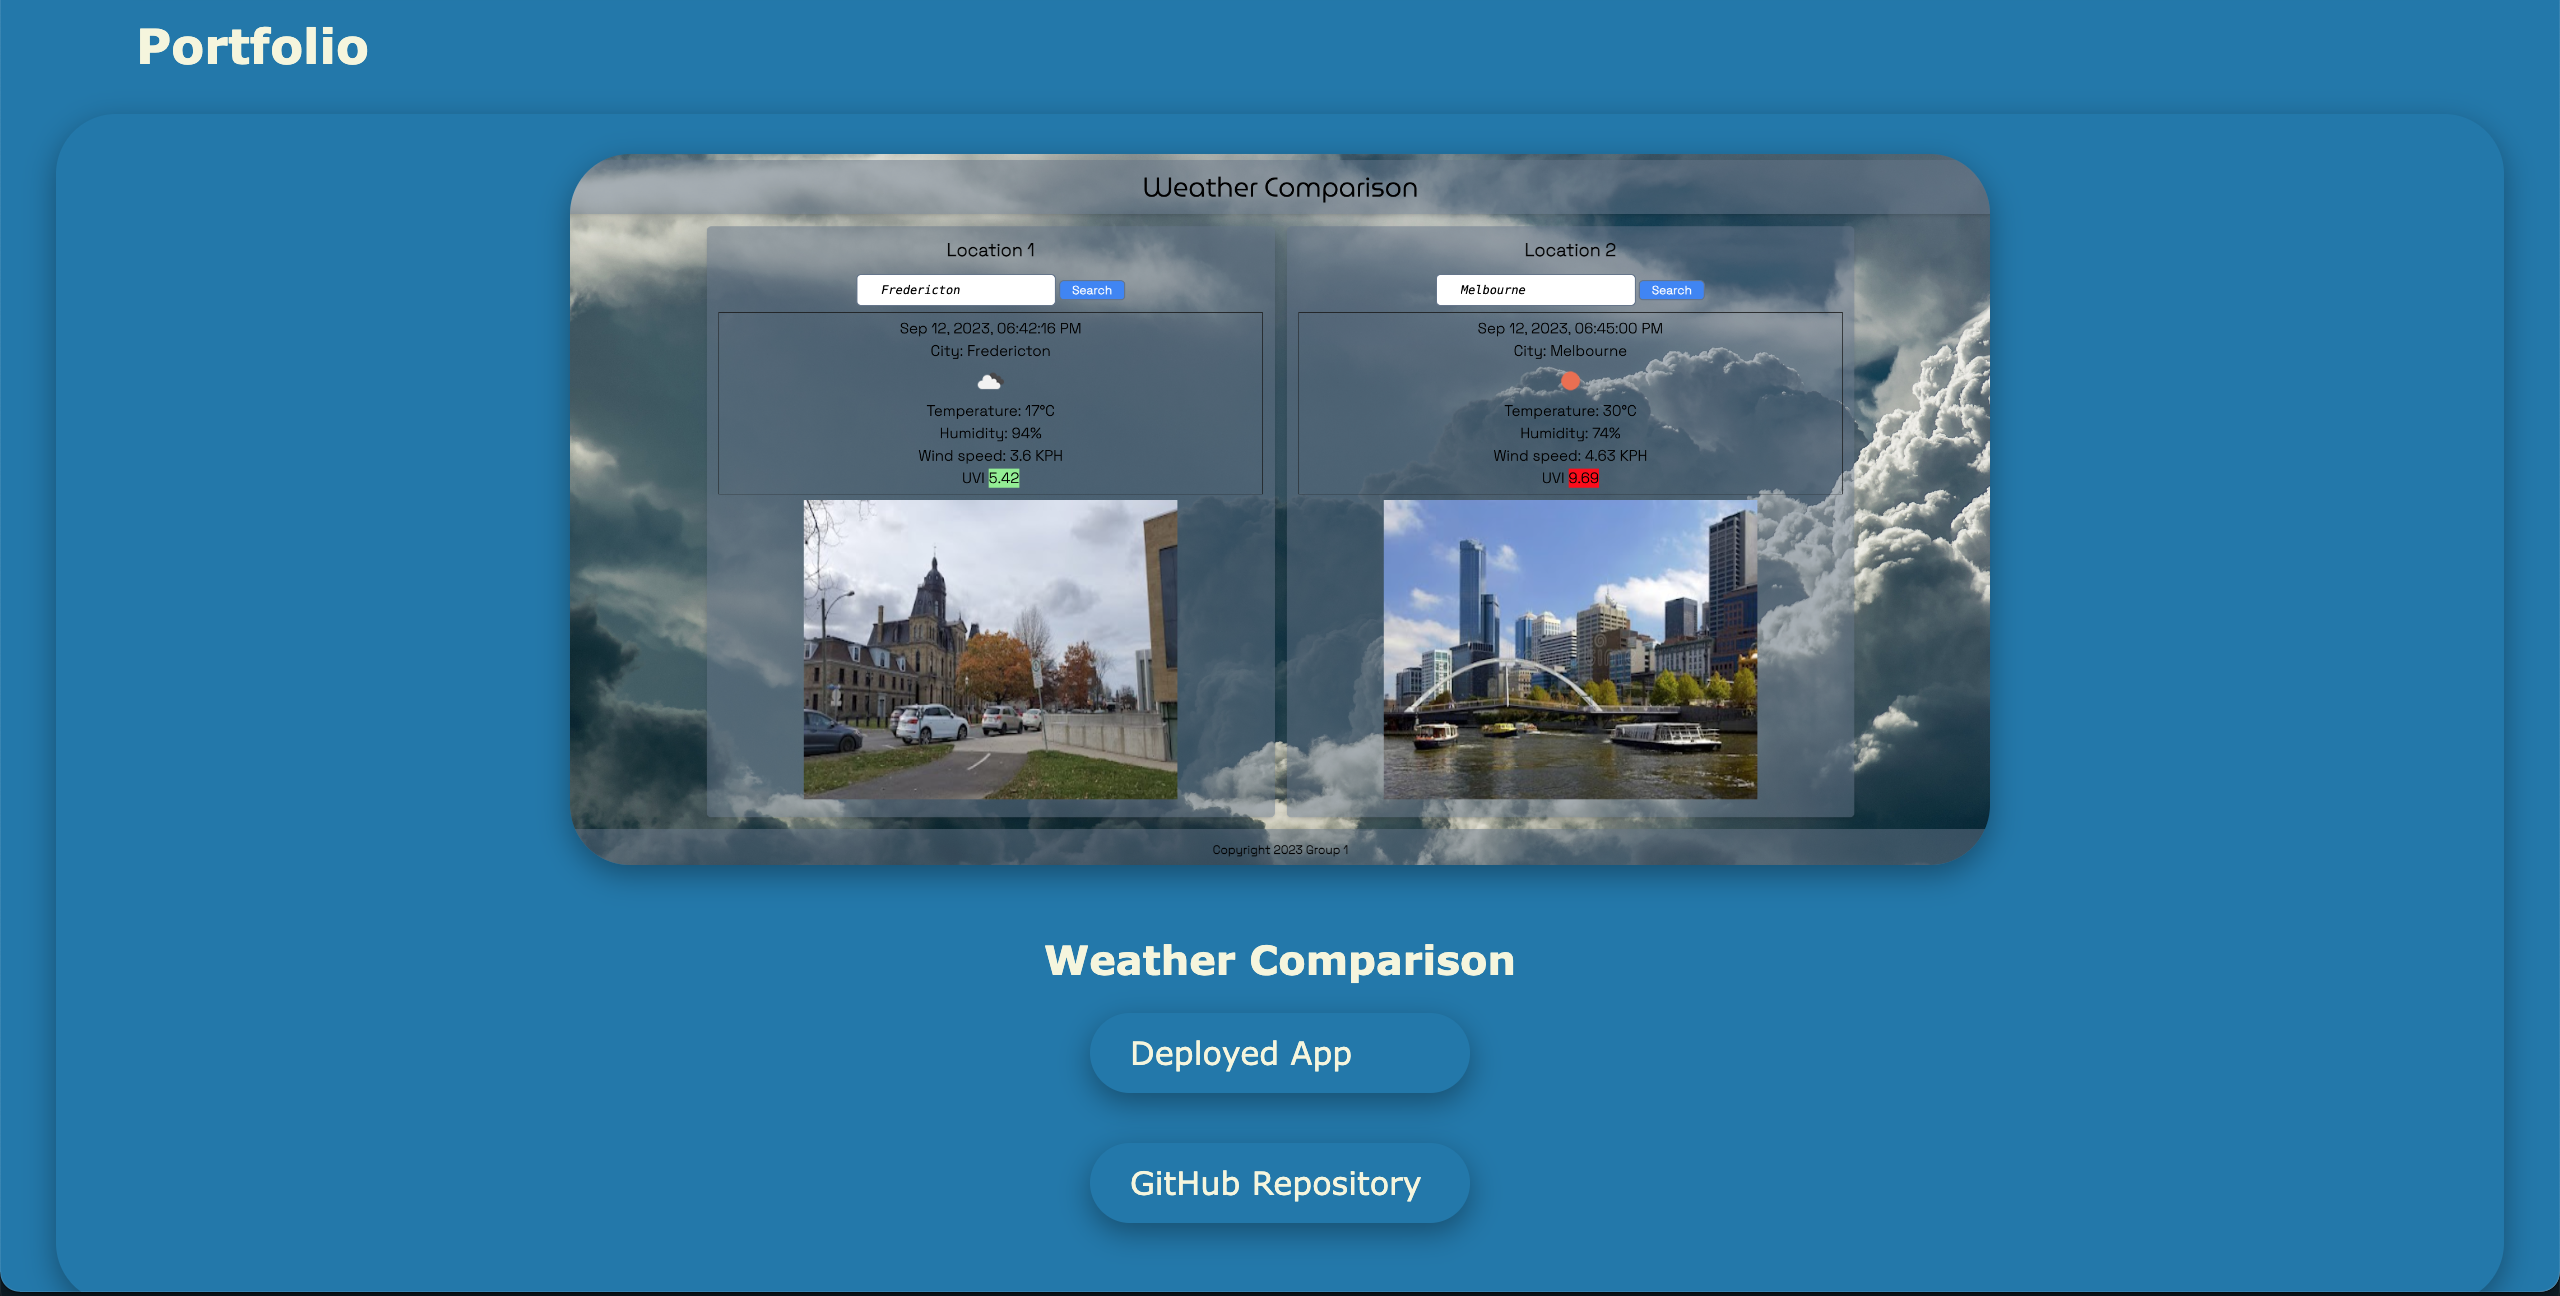 Portfolio
Weather Comparison
Location 1
Fredericton Search
Sep 12, 2023, 06:42:16 PM
City: Fredericton
Temperature: 17°C
Humidity: 94%
Wind speed: 3.6 KPH
UVI 5.42
Location 2
Melbourne Search
Sep 12, 2023, 06:45:00 PM
City: Melbourne
Temperature: 30°C
Humidity: 74%
Wind speed: 4.63 KPH
UVI 9.69
Copyright 2023 Group 1
Weather Comparison
Deployed App
GitHub Repository